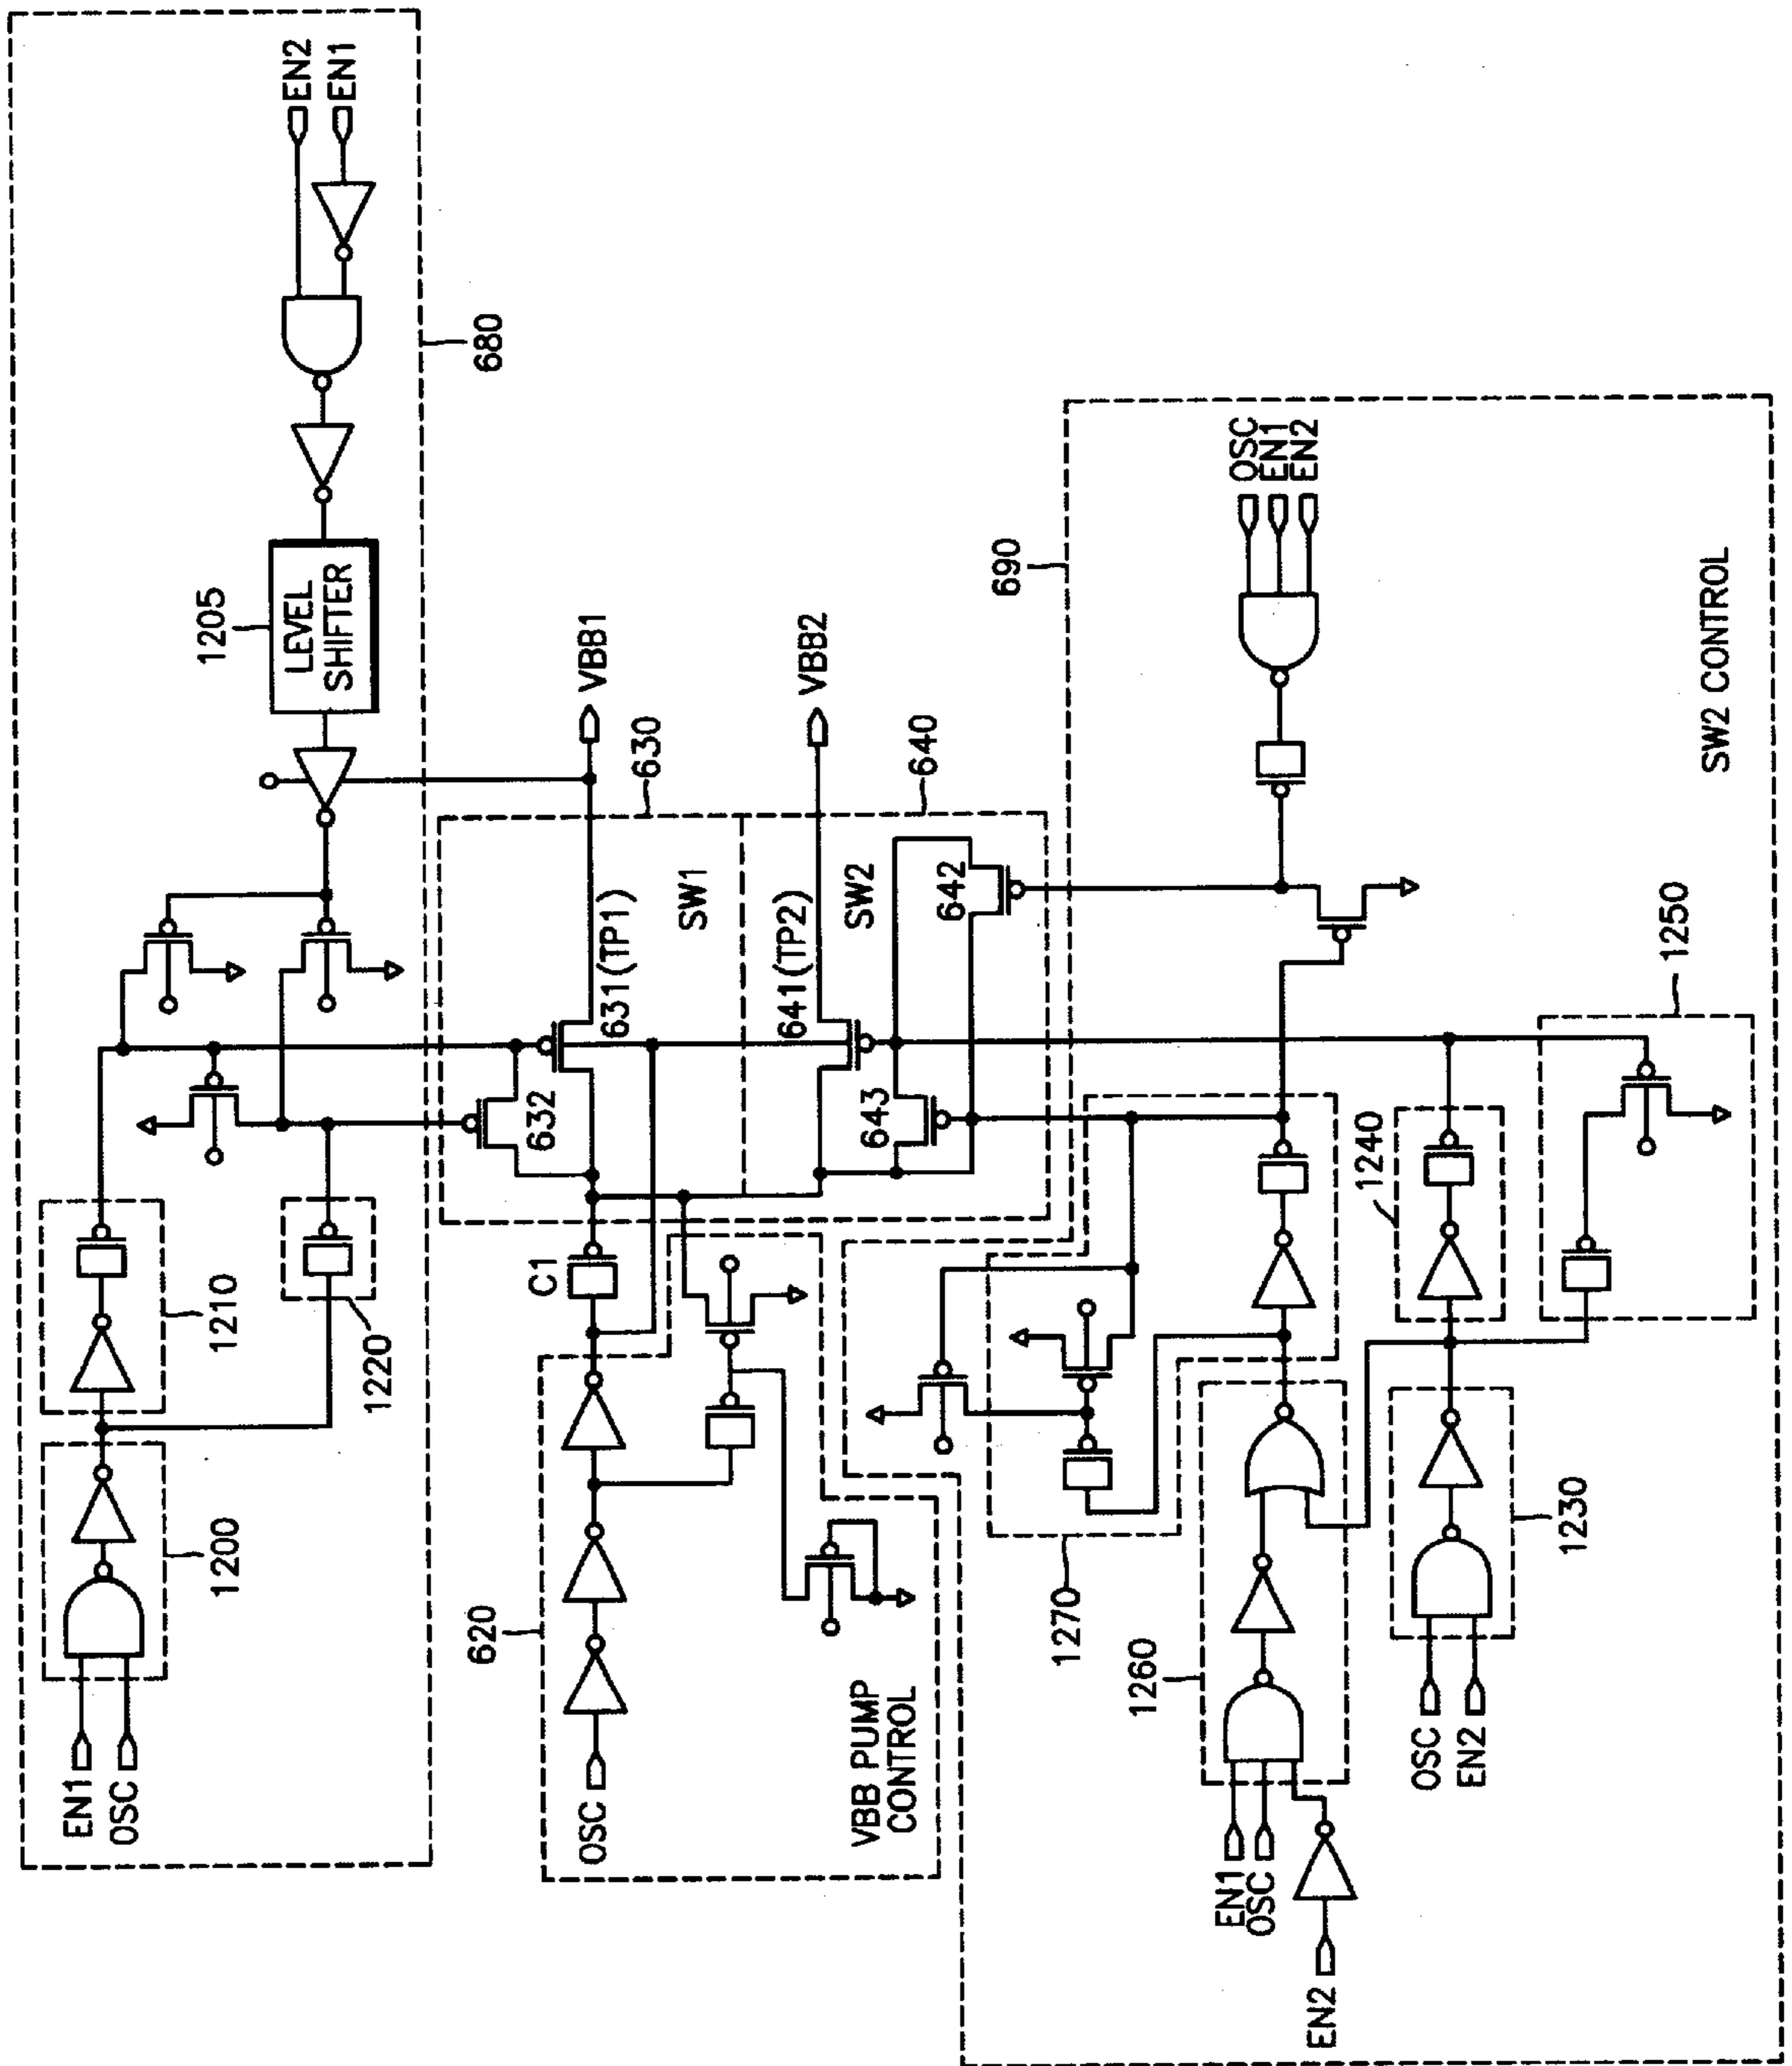 EN1
OSC
1200
1210
1220
1205
LEVEL
SHIFTER
EN2
EN1
680
OSC
620
VBB PUMP
CONTROL
C1
632
631(TP1)
SW1
630
VBB1
643
641(TP2)
SW2
642
640
VBB2
690
OSC
EN1
EN2
EN1
OSC
EN2
1260
1270
OSC
EN2
1230
1240
1250
SW2 CONTROL